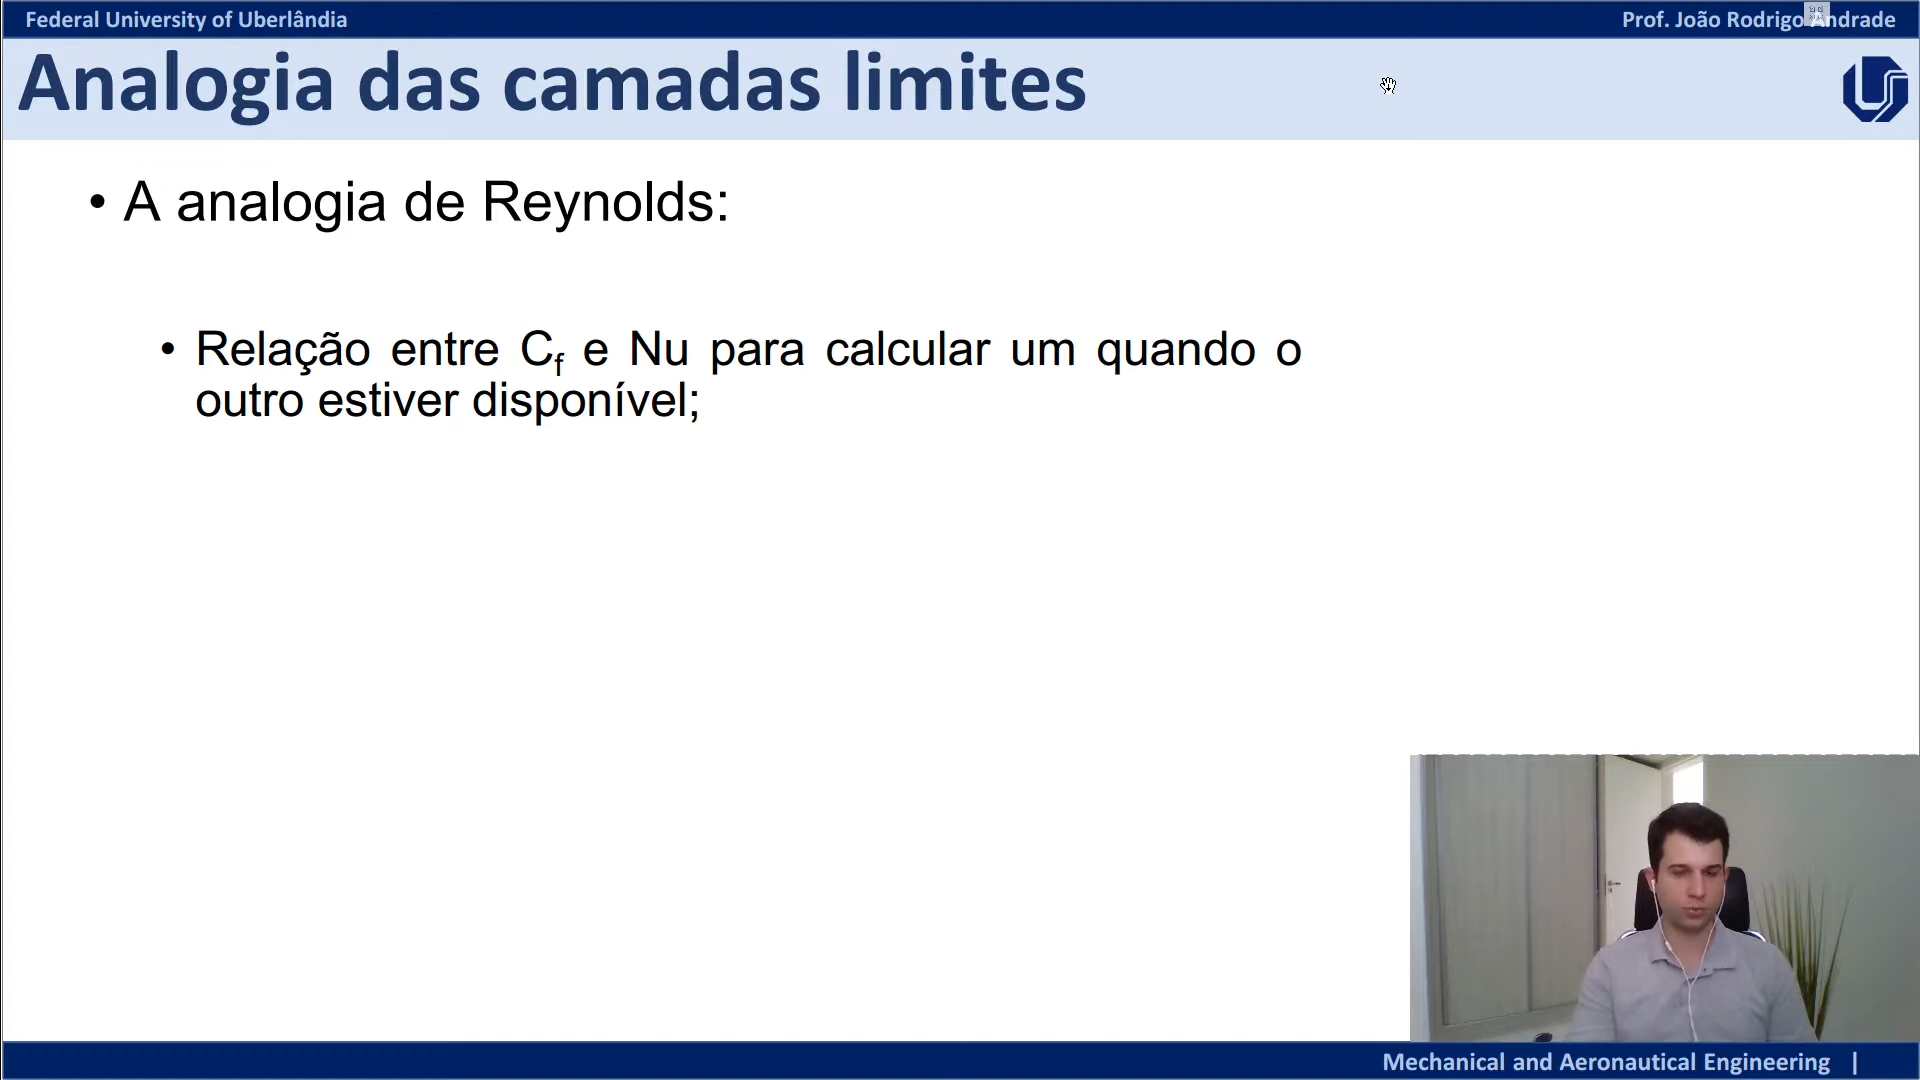 Federal University of Uberlândia
Prof. João Rodrigo Andrade
Analogia das camadas limites
• A analogia de Reynolds:
• Relação entre Cf e Nu para calcular um quando o
outro estiver disponível;
Mechanical and Aeronautical Engineering |